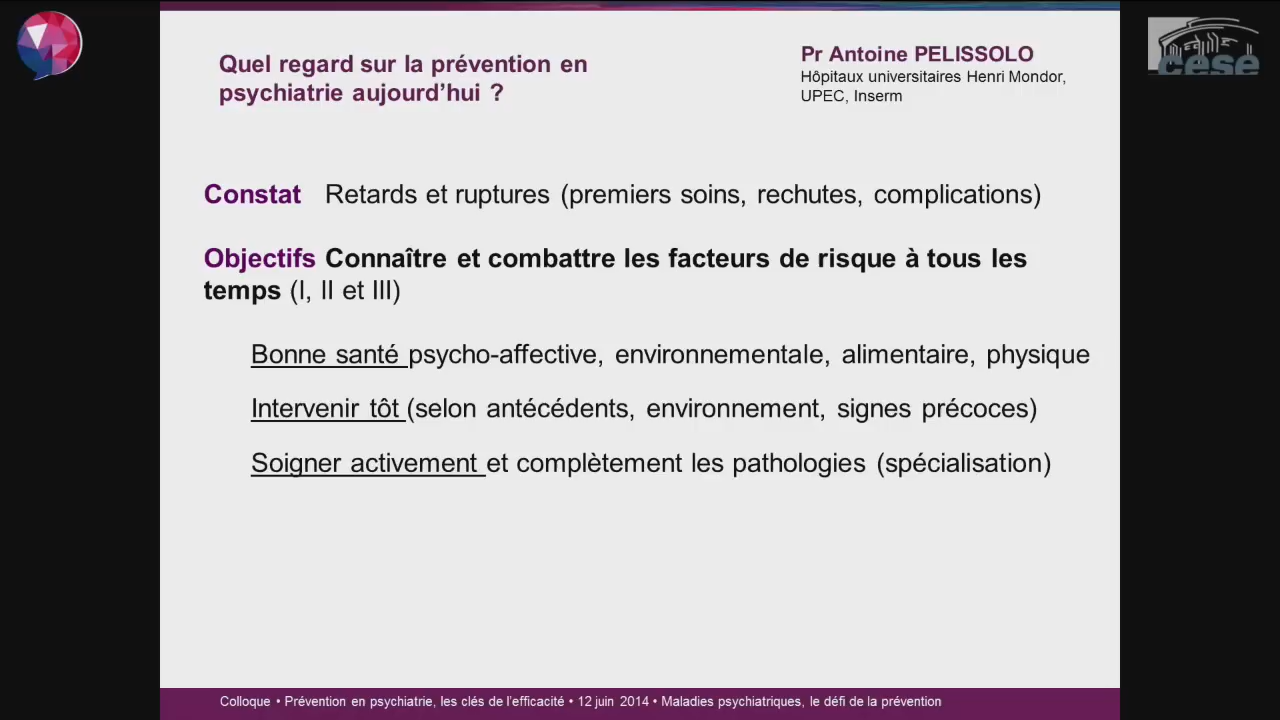 Quel regard sur la prévention en
psychiatrie aujourd’hui ?
Pr Antoine PELISSOLO
Hôpitaux universitaires Henri Mondor,
UPEC, Inserm
cese
Constat Retards et ruptures (premiers soins, rechutes, complications)
Objectifs Connaître et combattre les facteurs de risque à tous les
temps (I, II et III)
Bonne santé psycho-affective, environnementale, alimentaire, physique
Intervenir tôt (selon antécédents, environnement, signes précoces)
Soigner activement et complètement les pathologies (spécialisation)
Colloque • Prévention en psychiatrie, les clés de l’efficacité • 12 juin 2014 • Maladies psychiatriques, le défi de la prévention